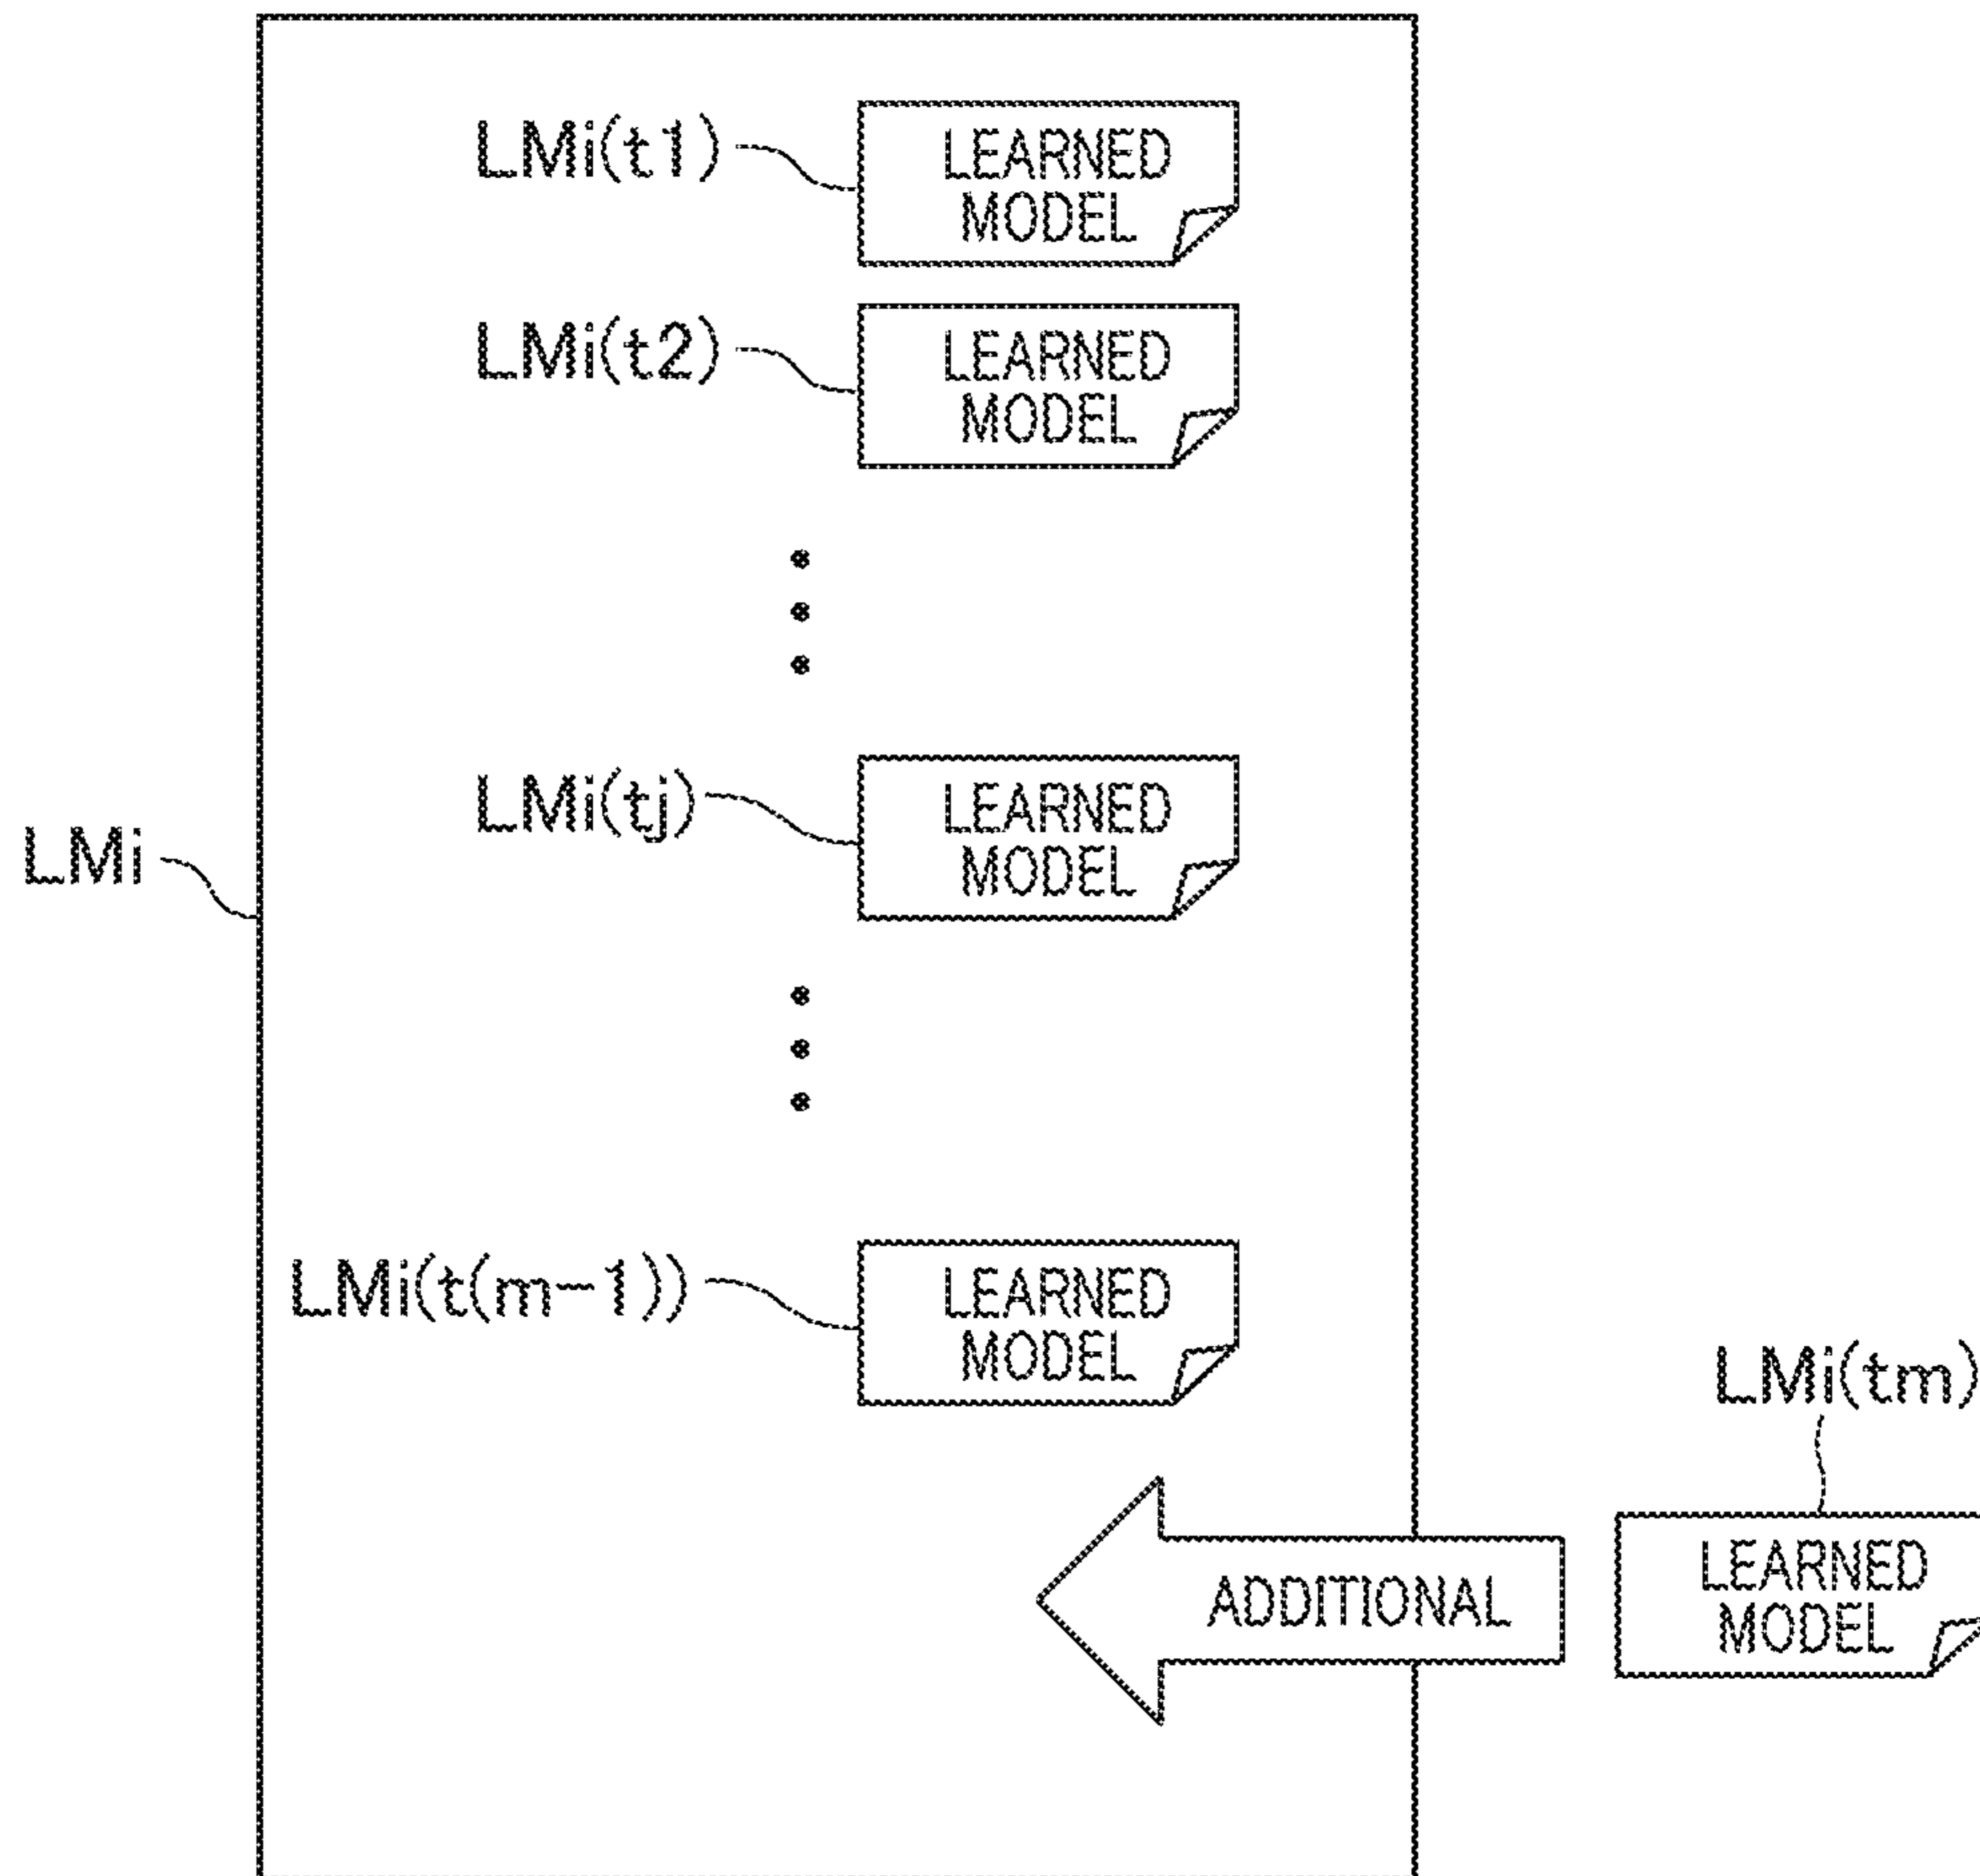 LMi(t1)
LEARNED
MODEL
LMi(t2)
LEARNED
MODEL
LMi(tj)
LEARNED
MODEL
LMi
LMi(t(m-1))
LEARNED
MODEL
LMi(tm)
ADDITIONAL
LEARNED
MODEL